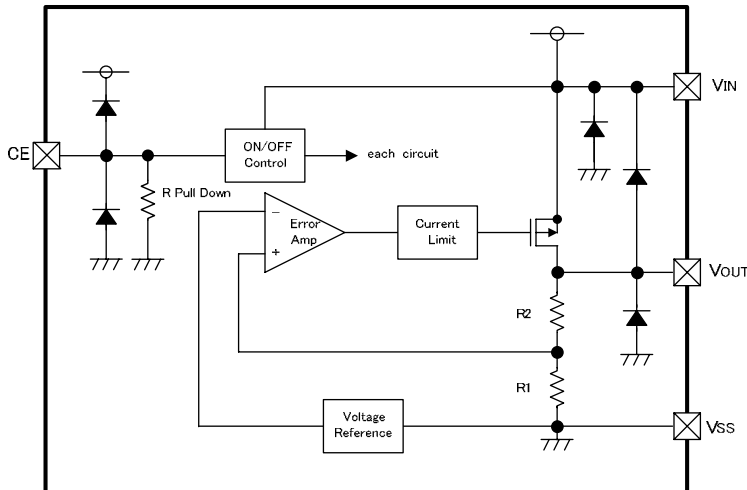 VIN
CE
ON/OFF
Control
each circuit
R Pull Down
−
Error
Amp
+
Current
Limit
VOUT
R2
R1
Voltage
Reference
VSS